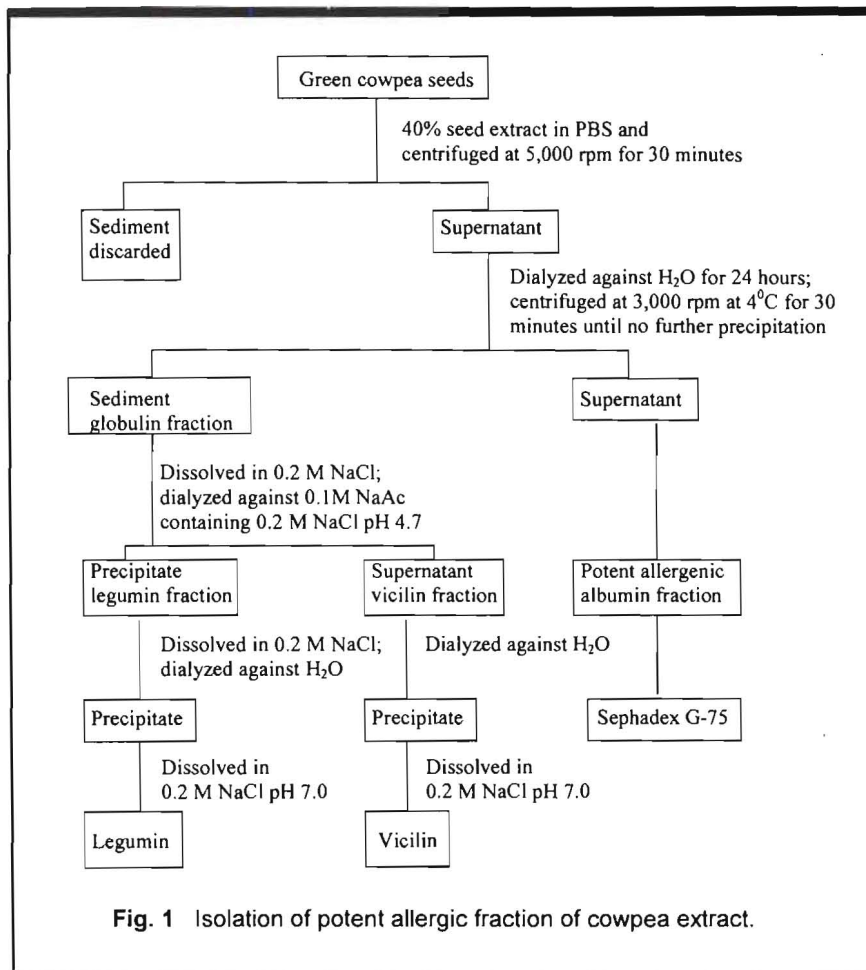 Green cowpea seeds
40% seed extract in PBS and
centrifuged at 5,000 rpm for 30 minutes
Sediment
discarded
Supernatant
Dialyzed against H₂O for 24 hours;
centrifuged at 3,000 rpm at 4⁰C for 30
minutes until no further precipitation
Sediment
globulin fraction
Supernatant
Dissolved in 0.2 M NaCl;
dialyzed against 0.1M NaAc
containing 0.2 M NaCl pH 4.7
Precipitate
legumin fraction
Supernatant
vicilin fraction
Potent allergenic
albumin fraction
Dissolved in 0.2 M NaCl;
dialyzed against H₂O
Dialyzed against H₂O
Precipitate
Precipitate
Sephadex G-75
Dissolved in
0.2 M NaCl pH 7.0
Dissolved in
0.2 M NaCl pH 7.0
Legumin
Vicilin
Fig. 1 Isolation of potent allergic fraction of cowpea extract.